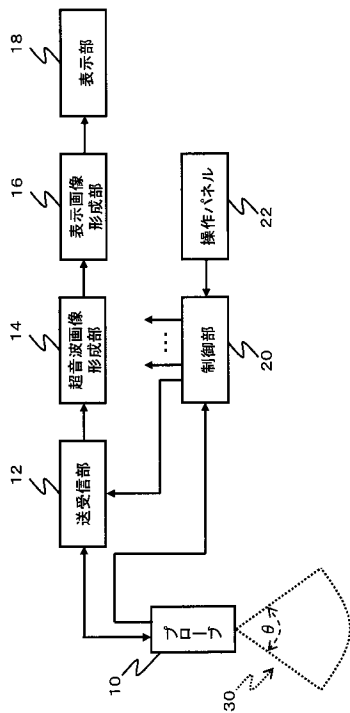 10
プローブ
30
θ
12
送受信部
14
超音波画像
形成部
16
表示画像
形成部
18
表示部
制御部
20
操作パネル
22